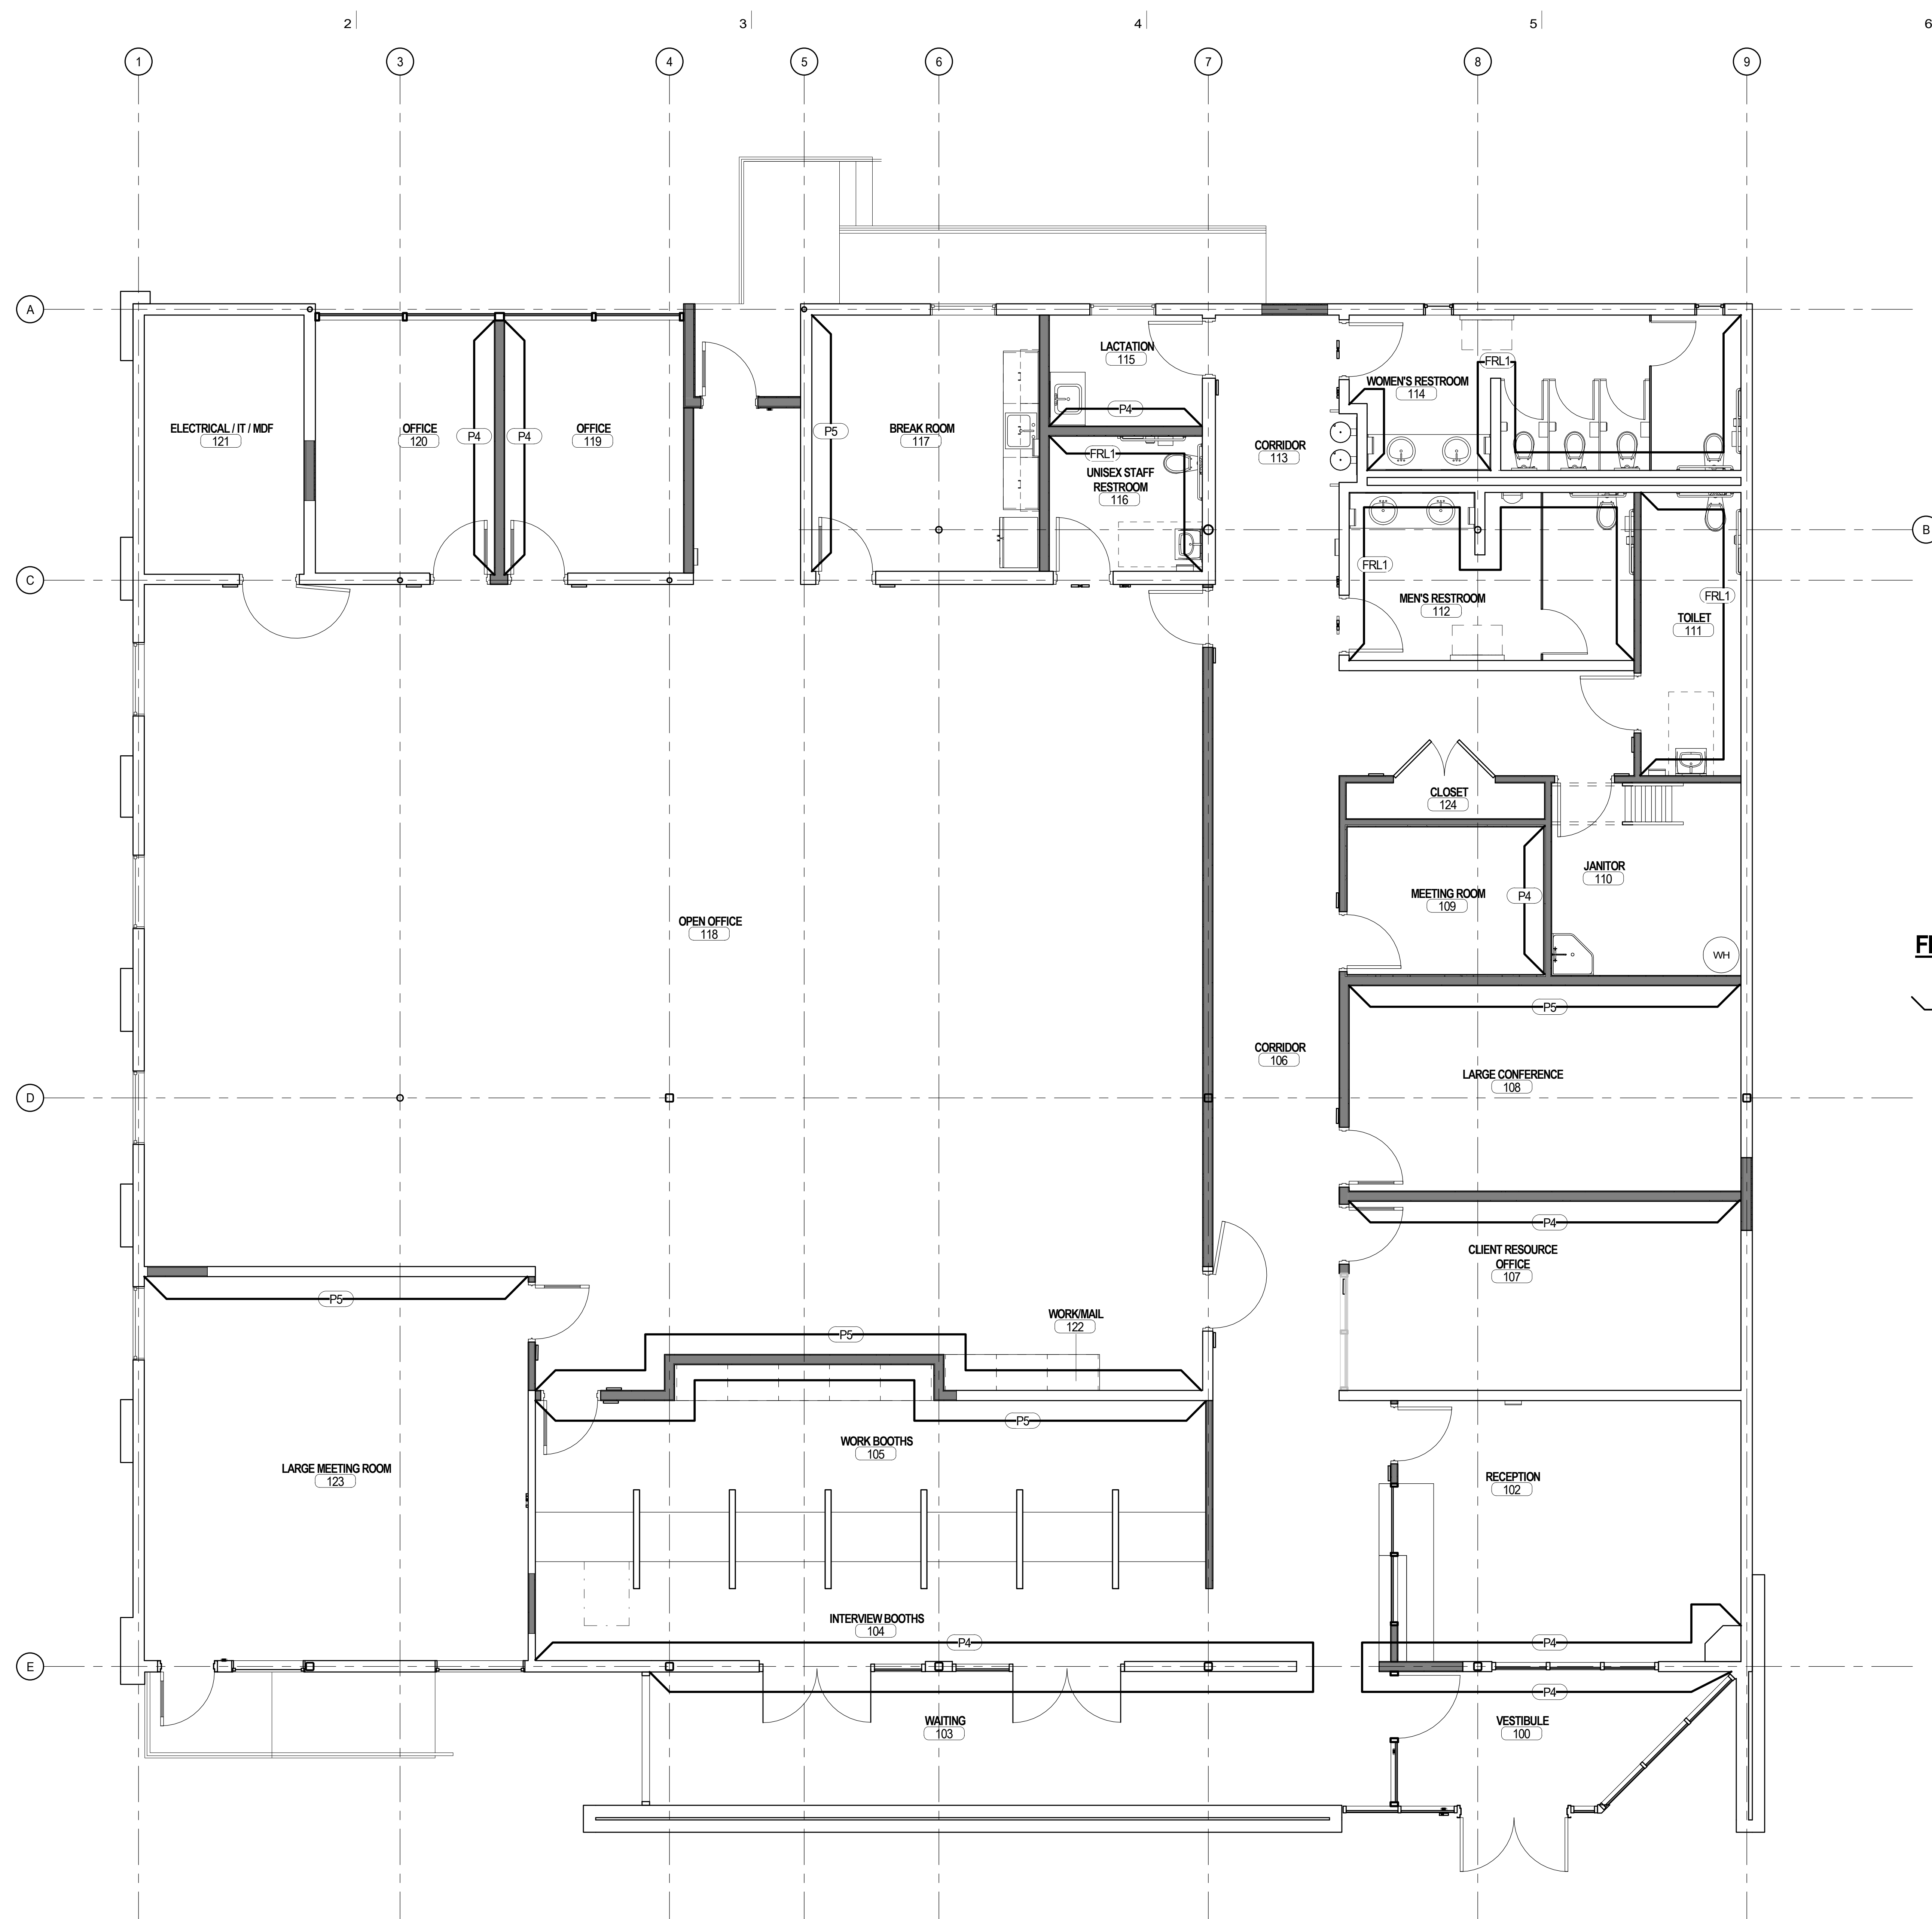 2
3
4
5
6
1
3
4
5
6
7
8
9
A
LACTATION
115
FRL1
WOMEN'S RESTROOM
114
P4
ELECTRICAL / IT / MDF
121
OFFICE
120
P4
P4
OFFICE
119
P5
BREAK ROOM
117
CORRIDOR
113
FRL1
UNISEX STAFF
RESTROOM
116
B
C
FRL1
MEN'S RESTROOM
112
FRL1
TOILET
111
CLOSET
124
JANITOR
110
MEETING ROOM
109
P4
OPEN OFFICE
118
WH
P5
CORRIDOR
106
LARGE CONFERENCE
108
D
P4
CLIENT RESOURCE
OFFICE
107
P5
WORK/MAIL
122
P5
P5
WORK BOOTHS
105
LARGE MEETING ROOM
123
RECEPTION
102
INTERVIEW BOOTHS
104
P4
P4
E
P4
WAITING
103
VESTIBULE
100